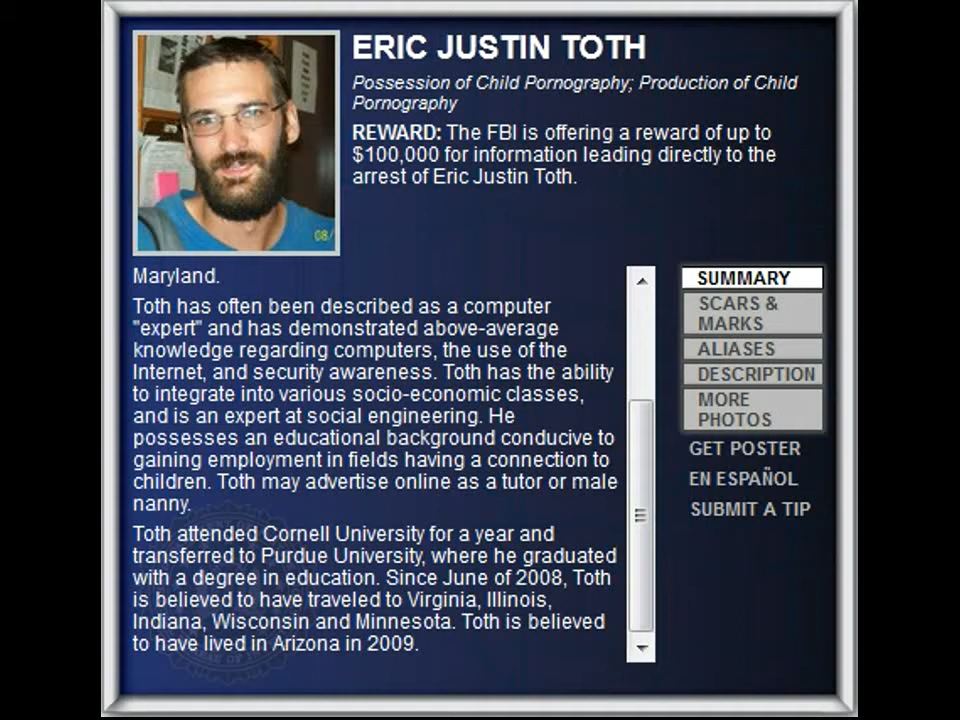 ERIC JUSTIN TOTH
Possession of Child Pornography; Production of Child
Pornography
REWARD: The FBI is offering a reward of up to
$100,000 for information leading directly to the
arrest of Eric Justin Toth.
08/
Maryland.
Toth has often been described as a computer
"expert" and has demonstrated above-average
knowledge regarding computers, the use of the
Internet, and security awareness. Toth has the ability
to integrate into various socio-economic classes,
and is an expert at social engineering. He
possesses an educational background conducive to
gaining employment in fields having a connection to
children. Toth may advertise online as a tutor or male
nanny.
Toth attended Cornell University for a year and
transferred to Purdue University, where he graduated
with a degree in education. Since June of 2008, Toth
is believed to have traveled to Virginia, Illinois,
Indiana, Wisconsin and Minnesota. Toth is believed
to have lived in Arizona in 2009.
SUMMARY
SCARS &
MARKS
ALIASES
DESCRIPTION
MORE
PHOTOS
GET POSTER
EN ESPAÑOL
SUBMIT A TIP